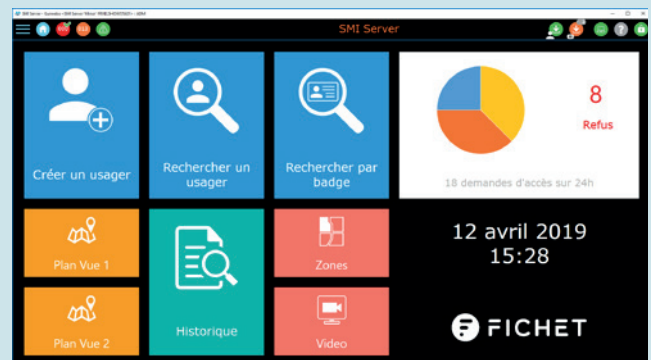 SMI Server
Créer un usager
Rechercher un
usager
Rechercher par
badge
8
Refus
18 demandes d'accès sur 24h
Plan Vue 1
Historique
Zones
12 avril 2019
15:28
Plan Vue 2
Video
FICHET